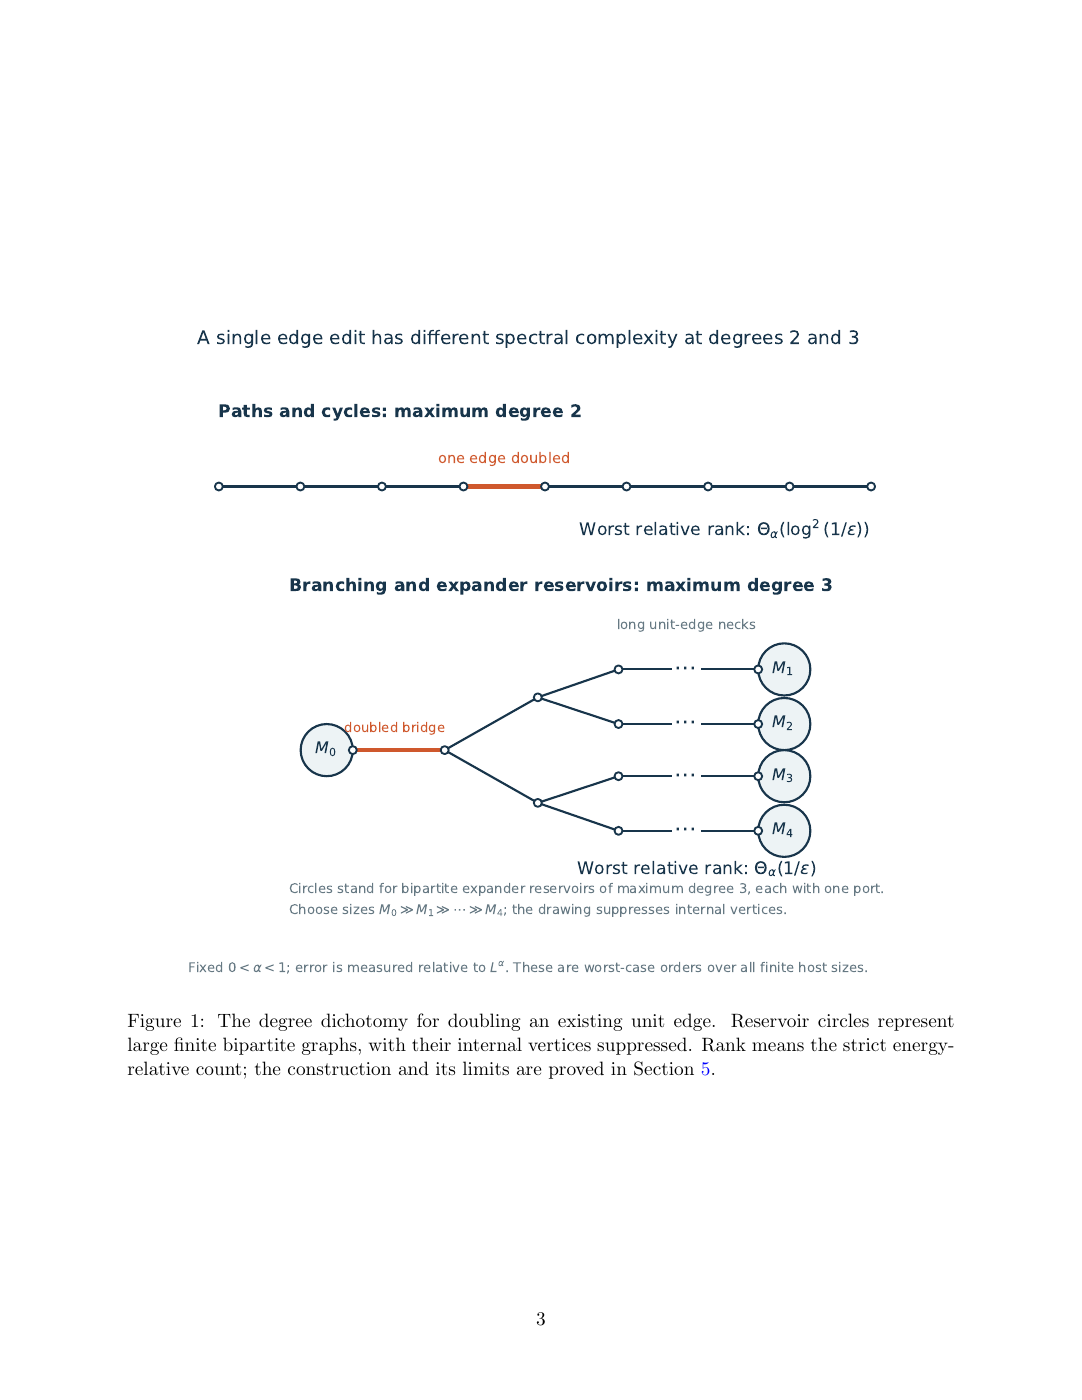 A single edge edit has different spectral complexity at degrees 2 and 3
Paths and cycles: maximum degree 2
one edge doubled
Worst relative rank: Θα(log² (1/ε))
Branching and expander reservoirs: maximum degree 3
long unit-edge necks
M₁
M₂
doubled bridge
M₀
M₃
M₄
Worst relative rank: Θα(1/ε)
Circles stand for bipartite expander reservoirs of maximum degree 3, each with one port.
Choose sizes M₀ ≫ M₁ ≫ ⋯ ≫ M₄; the drawing suppresses internal vertices.
Fixed 0 < α < 1; error is measured relative to Lᵅ. These are worst-case orders over all finite host sizes.
Figure 1: The degree dichotomy for doubling an existing unit edge. Reservoir circles represent
large finite bipartite graphs, with their internal vertices suppressed. Rank means the strict energy-
relative count; the construction and its limits are proved in Section 5.
3